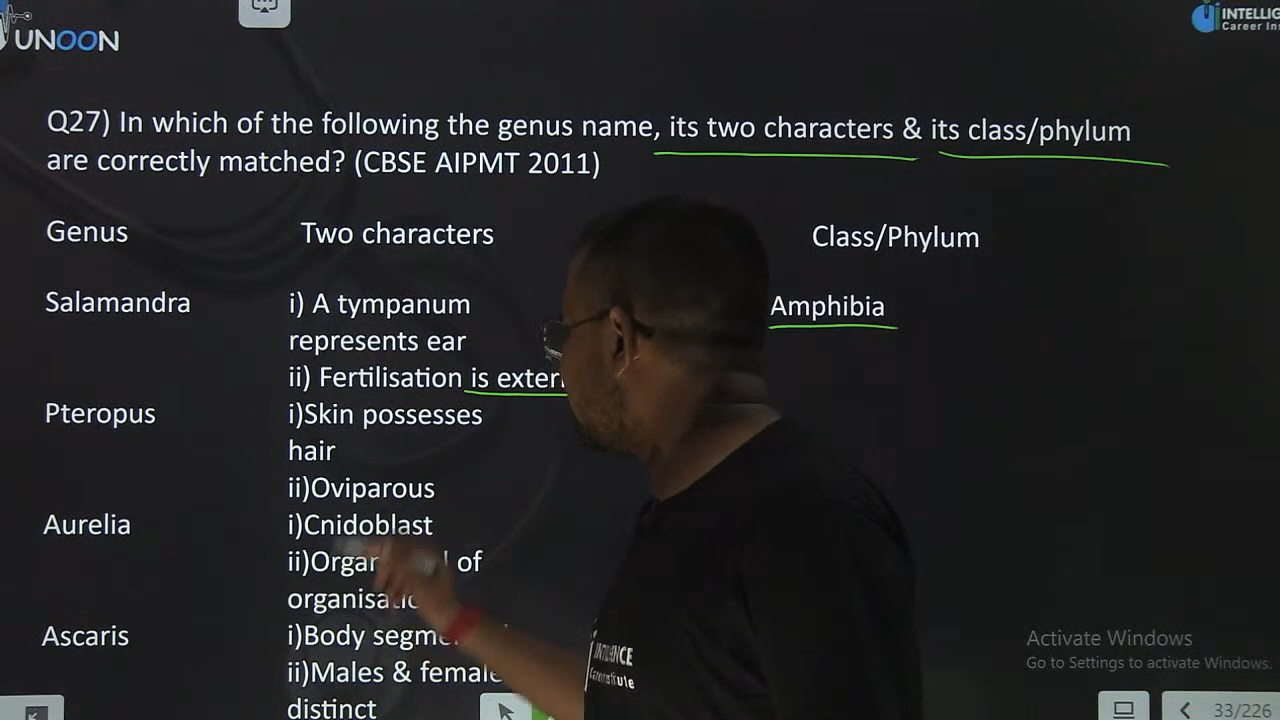 UNOON
INTELLIG
Career Ins
Q27) In which of the following the genus name, its two characters & its class/phylum
are correctly matched? (CBSE AIPMT 2011)
Genus Two characters Class/Phylum
Salamandra i) A tympanum Amphibia
represents ear
ii) Fertilisation is exter
Pteropus i)Skin possesses
hair
ii)Oviparous
Aurelia i)Cnidoblast
ii)Organ of
organisatio
Ascaris i)Body segme
ii)Males & female
distinct
Activate Windows
Go to Settings to activate Windows.
33/226